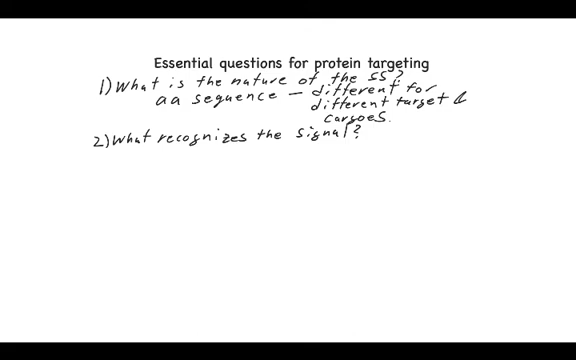 Essential questions for protein targeting
1) What is the nature of the SS?
aa sequence – different for
different target &
cargoes.
2) What recognizes the signal?